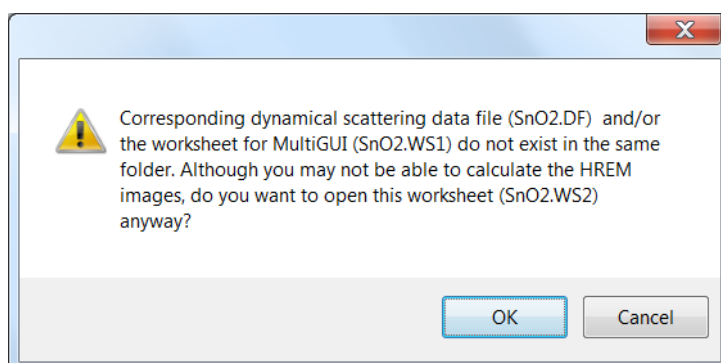 Corresponding dynamical scattering data file (SnO2.DF)  and/or
the worksheet for MultiGUI (SnO2.WS1) do not exist in the same
folder. Although you may not be able to calculate the HREM
images, do you want to open this worksheet (SnO2.WS2)
anyway?
OK
Cancel